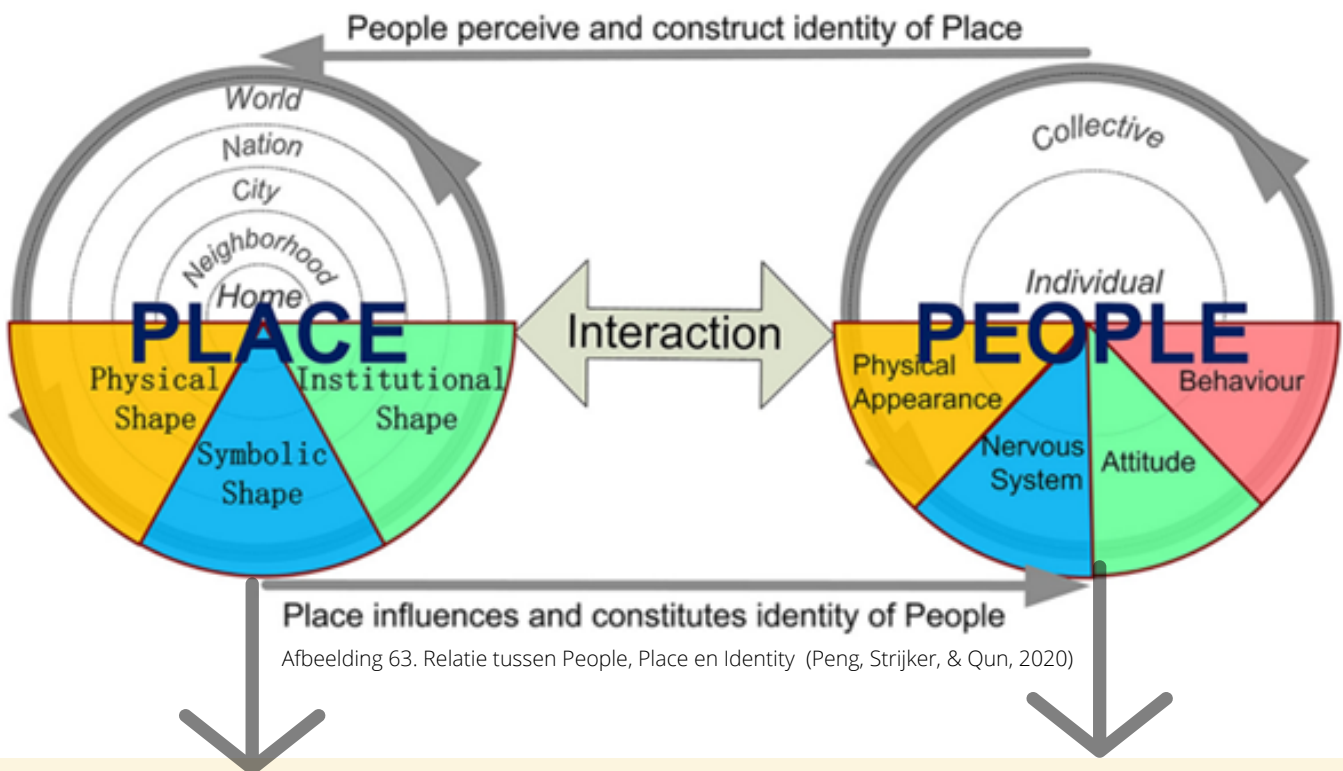 People perceive and construct identity of Place
World
Nation
City
Neighborhood
Home
PLACE
Physical
Shape
Symbolic
Shape
Institutional
Shape
Interaction
Collective
Individual
PEOPLE
Physical
Appearance
Nervous
System
Attitude
Behaviour
Place influences and constitutes identity of People
Afbeelding 63. Relatie tussen People, Place en Identity (Peng, Strijker, & Qun, 2020)